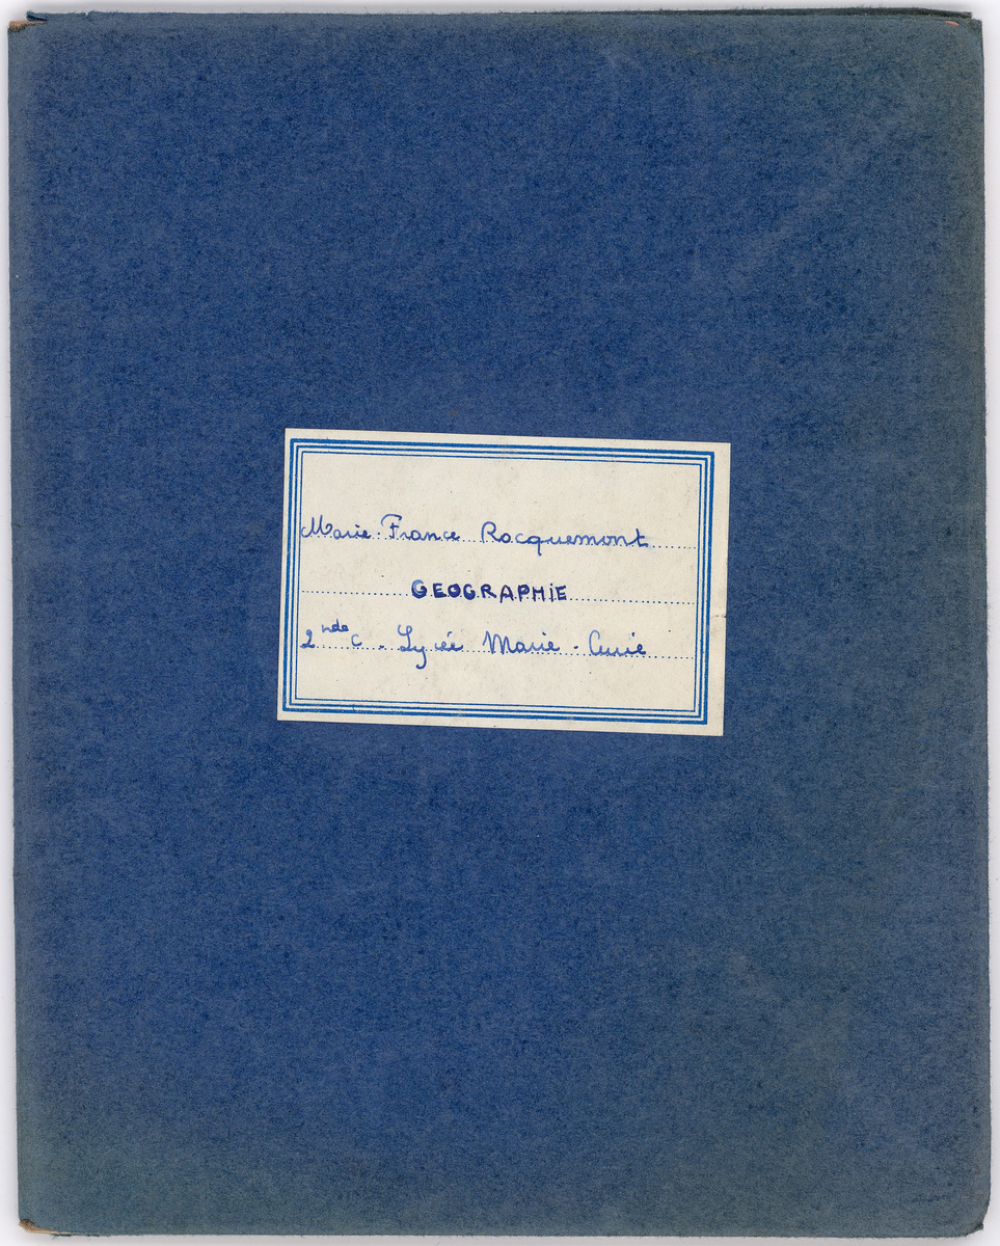 Marie-France Rocquemont
GEOGRAPHIE
2nde C. Lycée Marie-Curie